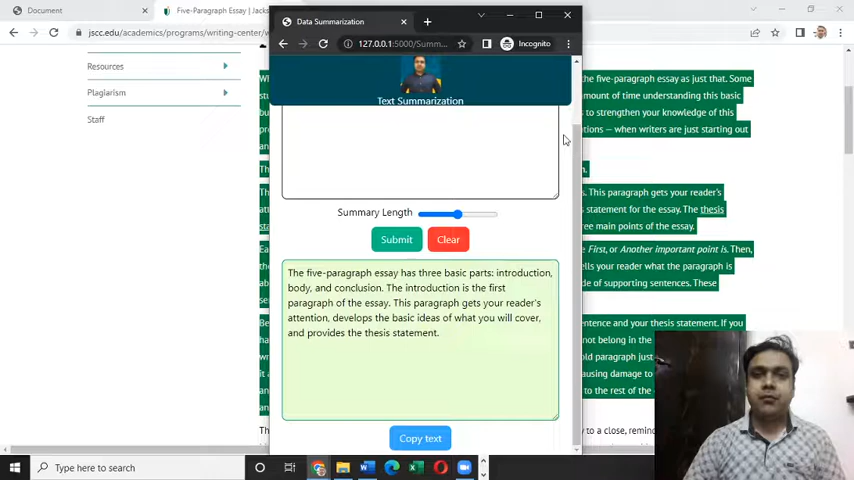 Document
Five-Paragraph Essay | Jacks
jscc.edu/academics/programs/writing-center/w
Resources
Plagiarism
Staff
Data Summarization
127.0.0.1:5000/Summ...
Incognito
Text Summarization
Summary Length
Submit
Clear
The five-paragraph essay has three basic parts: introduction,
body, and conclusion. The introduction is the first
paragraph of the essay. This paragraph gets your reader's
attention, develops the basic ideas of what you will cover,
and provides the thesis statement.
Copy text
the five-paragraph essay as just that. Some
mount of time understanding this basic
to strengthen your knowledge of this
tions — when writers are just starting out
s. This paragraph gets your reader's
statement for the essay. The thesis
ree main points of the essay.
First, or Another important point is. Then,
ells your reader what the paragraph is
de of supporting sentences. These
entence and your thesis statement. If you
not belong in the
old paragraph just
ausing damage to
to the rest of the
y to a close, remind
Type here to search